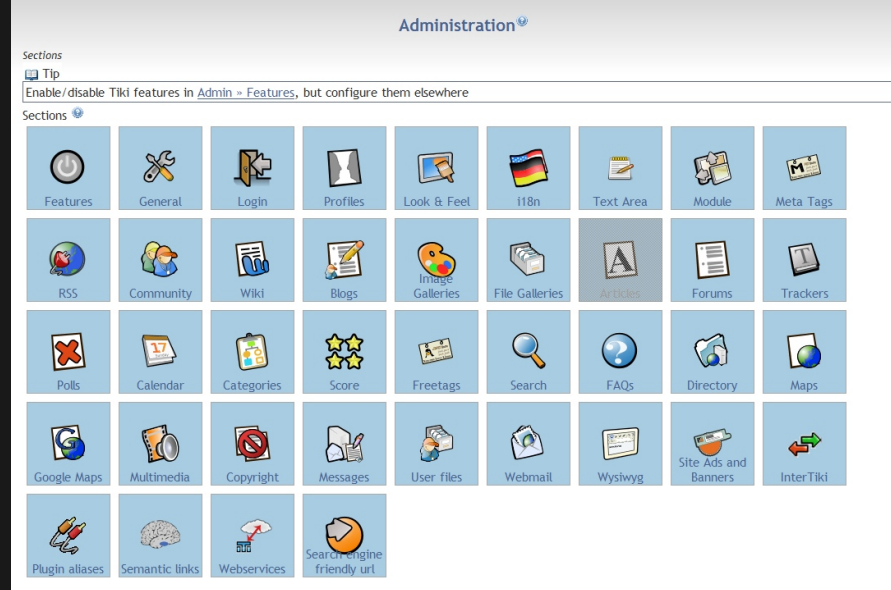 Administration
Sections
Tip
Enable/disable Tiki features in Admin » Features, but configure them elsewhere
Sections
Features General Login Profiles Look & Feel i18n Text Area Module Meta Tags
RSS Community Wiki Blogs Image Galleries File Galleries Articles Forums Trackers
Polls Calendar Categories Score Freetags Search FAQs Directory Maps
Google Maps Multimedia Copyright Messages User files Webmail Wysiwyg Site Ads and Banners InterTiki
Plugin aliases Semantic links Webservices Search engine friendly url